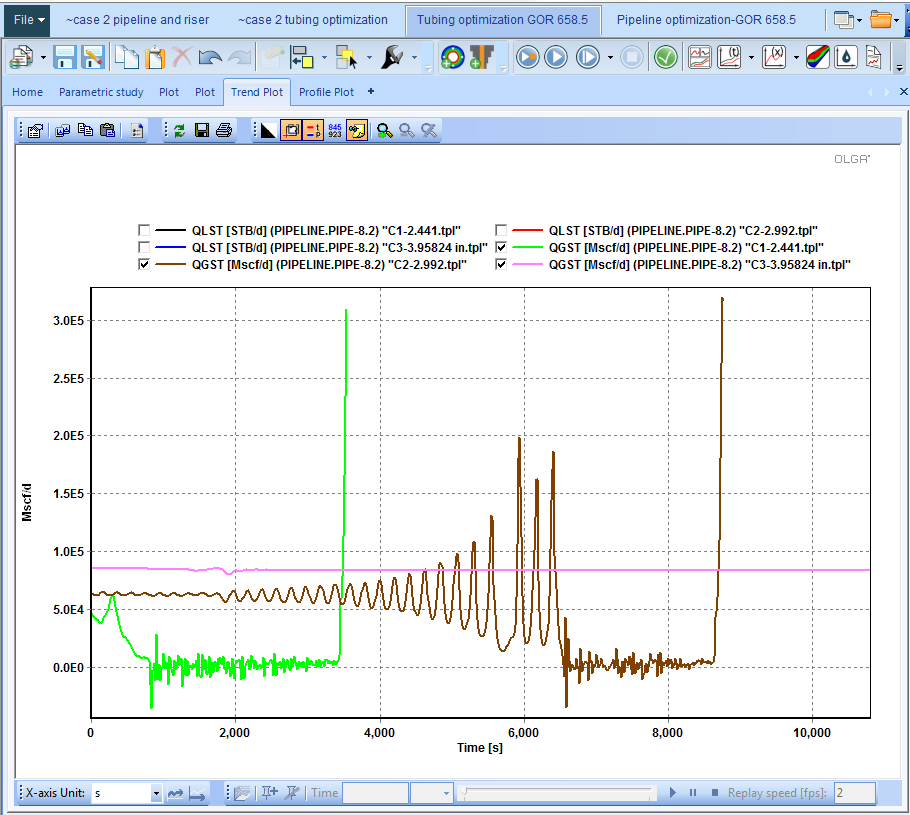 File ~case 2 pipeline and riser ~case 2 tubing optimization Tubing optimization GOR 658.5 Pipeline optimization-GOR 658.5
Home Parametric study Plot Plot Trend Plot Profile Plot +
845
923
OLGA
QLST [STB/d] (PIPELINE.PIPE-8.2) "C1-2.441.tpl" QLST [STB/d] (PIPELINE.PIPE-8.2) "C2-2.992.tpl"
QLST [STB/d] (PIPELINE.PIPE-8.2) "C3-3.95824 in.tpl" QGST [Mscf/d] (PIPELINE.PIPE-8.2) "C1-2.441.tpl"
QGST [Mscf/d] (PIPELINE.PIPE-8.2) "C2-2.992.tpl" QGST [Mscf/d] (PIPELINE.PIPE-8.2) "C3-3.95824 in.tpl"
3.0E5
2.5E5
2.0E5
1.5E5
1.0E5
5.0E4
0.0E0
Mscf/d
0 2,000 4,000 6,000 8,000 10,000
Time [s]
X-axis Unit: s Time Replay speed [fps]: 2